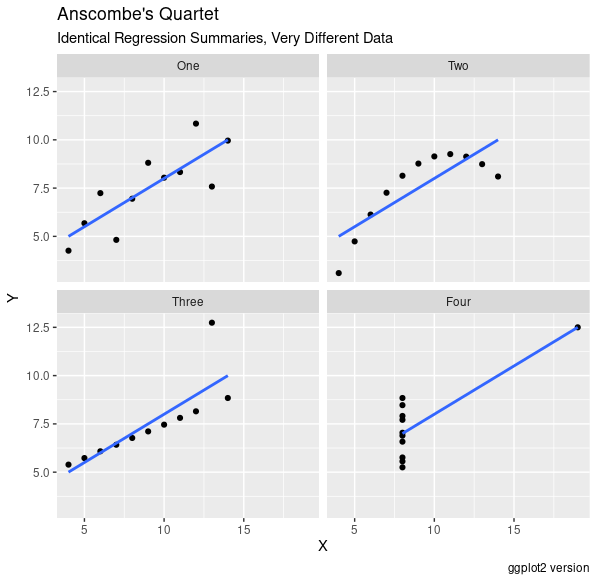 Anscombe's Quartet
Identical Regression Summaries, Very Different Data
One
Two
12.5
10.0
7.5
5.0
Three
Four
12.5
10.0
7.5
5.0
Y
5 10 15
5 10 15
X
ggplot2 version